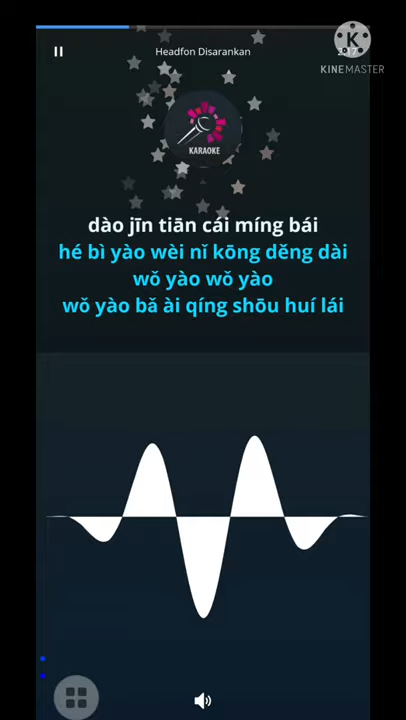 Headfon Disarankan
K
KINEMASTER
KARAOKE
dào jīn tiān cái míng bái
hé bì yào wèi nǐ kōng děng dài
wǒ yào wǒ yào
wǒ yào bǎ ài qíng shōu huí lái